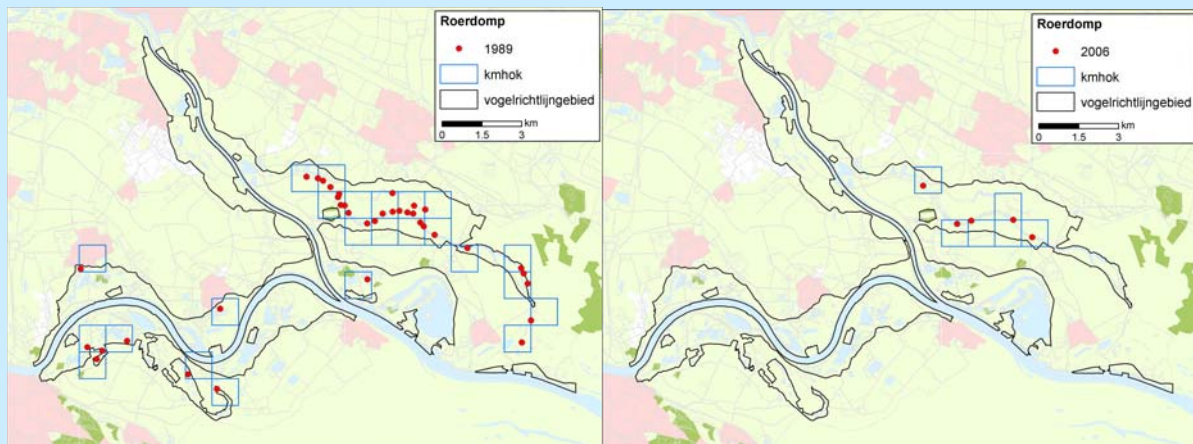 Roerdomp
1989
kmhok
vogelrichtlijngebied
km
0 1.5 3
Roerdomp
2006
kmhok
vogelrichtlijngebied
km
0 1.5 3